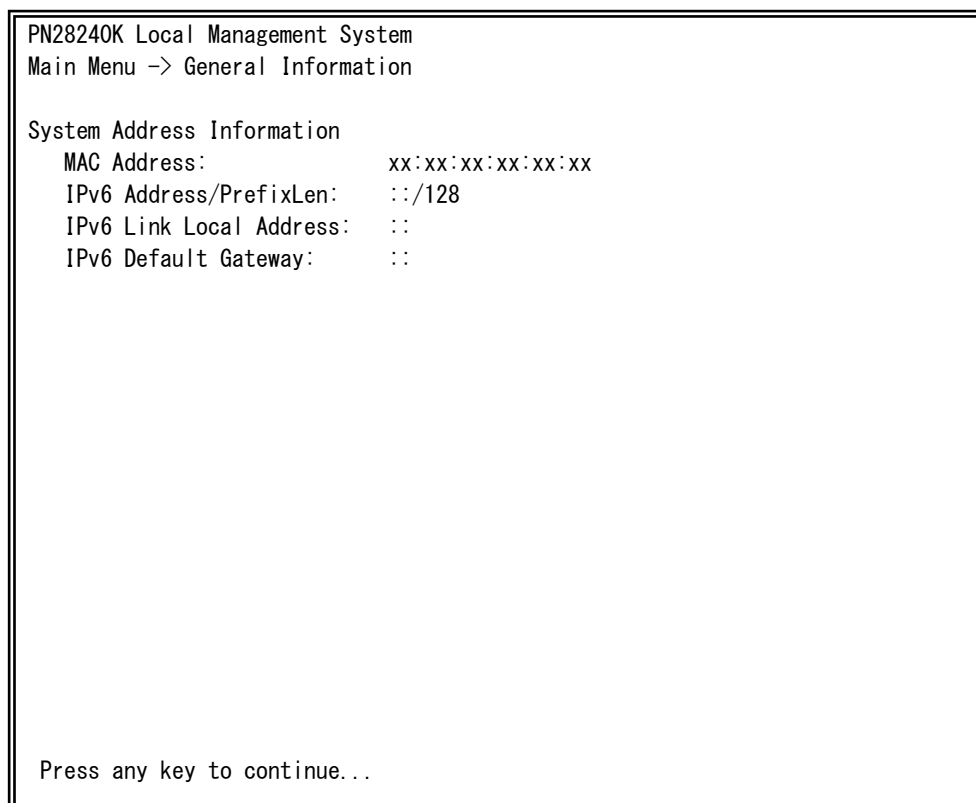 PN28240K Local Management System
Main Menu -> General Information
System Address Information
MAC Address: xx:xx:xx:xx:xx:xx
IPv6 Address/PrefixLen: ::/128
IPv6 Link Local Address: ::
IPv6 Default Gateway: ::
Press any key to continue...